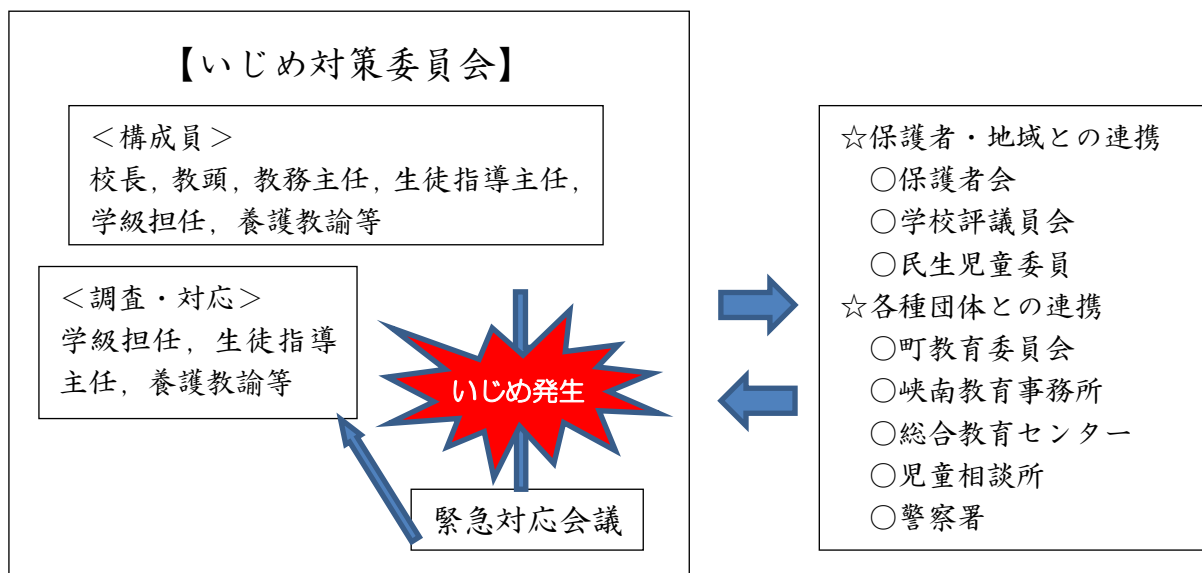 【いじめ対策委員会】
＜構成員＞
校長，教頭，教務主任，生徒指導主任，
学級担任，養護教諭等
＜調査・対応＞
学級担任，生徒指導
主任，養護教諭等
いじめ発生
緊急対応会議
☆保護者・地域との連携
○保護者会
○学校評議員会
○民生児童委員
☆各種団体との連携
○町教育委員会
○峡南教育事務所
○総合教育センター
○児童相談所
○警察署